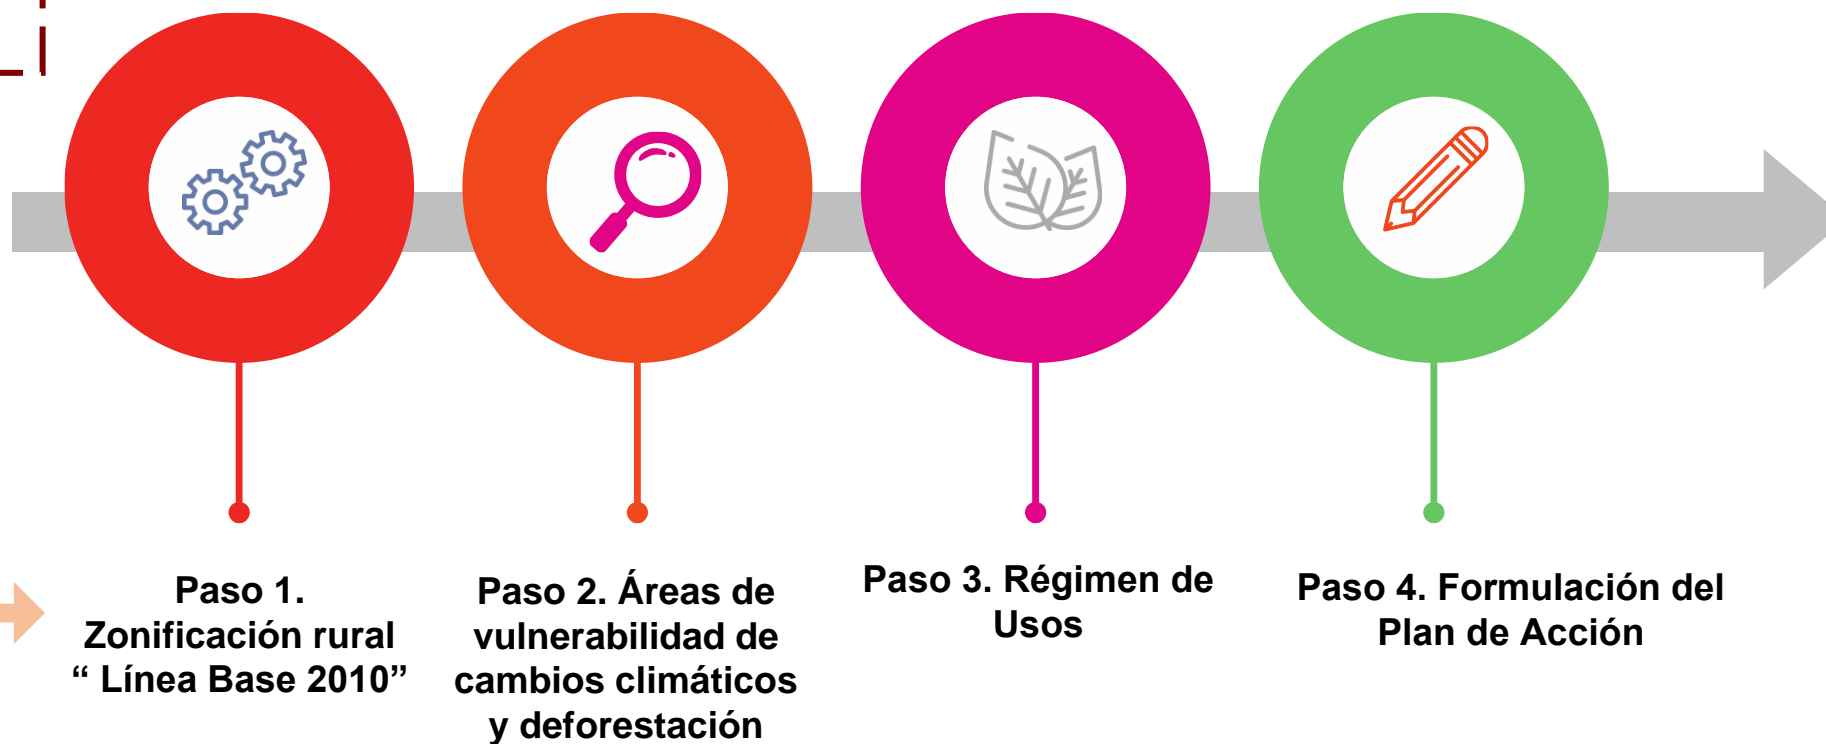 Paso 1.
Zonificación rural
“ Línea Base 2010”
Paso 2. Áreas de
vulnerabilidad de
cambios climáticos
y deforestación
Paso 3. Régimen de
Usos
Paso 4. Formulación del
Plan de Acción